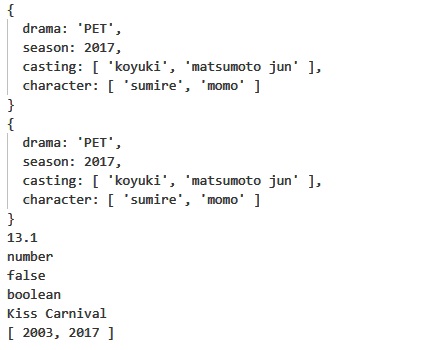 {
  drama: 'PET',
  season: 2017,
  casting: [ 'koyuki', 'matsumoto jun' ],
  character: [ 'sumire', 'momo' ]
}
{
  drama: 'PET',
  season: 2017,
  casting: [ 'koyuki', 'matsumoto jun' ],
  character: [ 'sumire', 'momo' ]
}
13.1
number
false
boolean
Kiss Carnival
[ 2003, 2017 ]